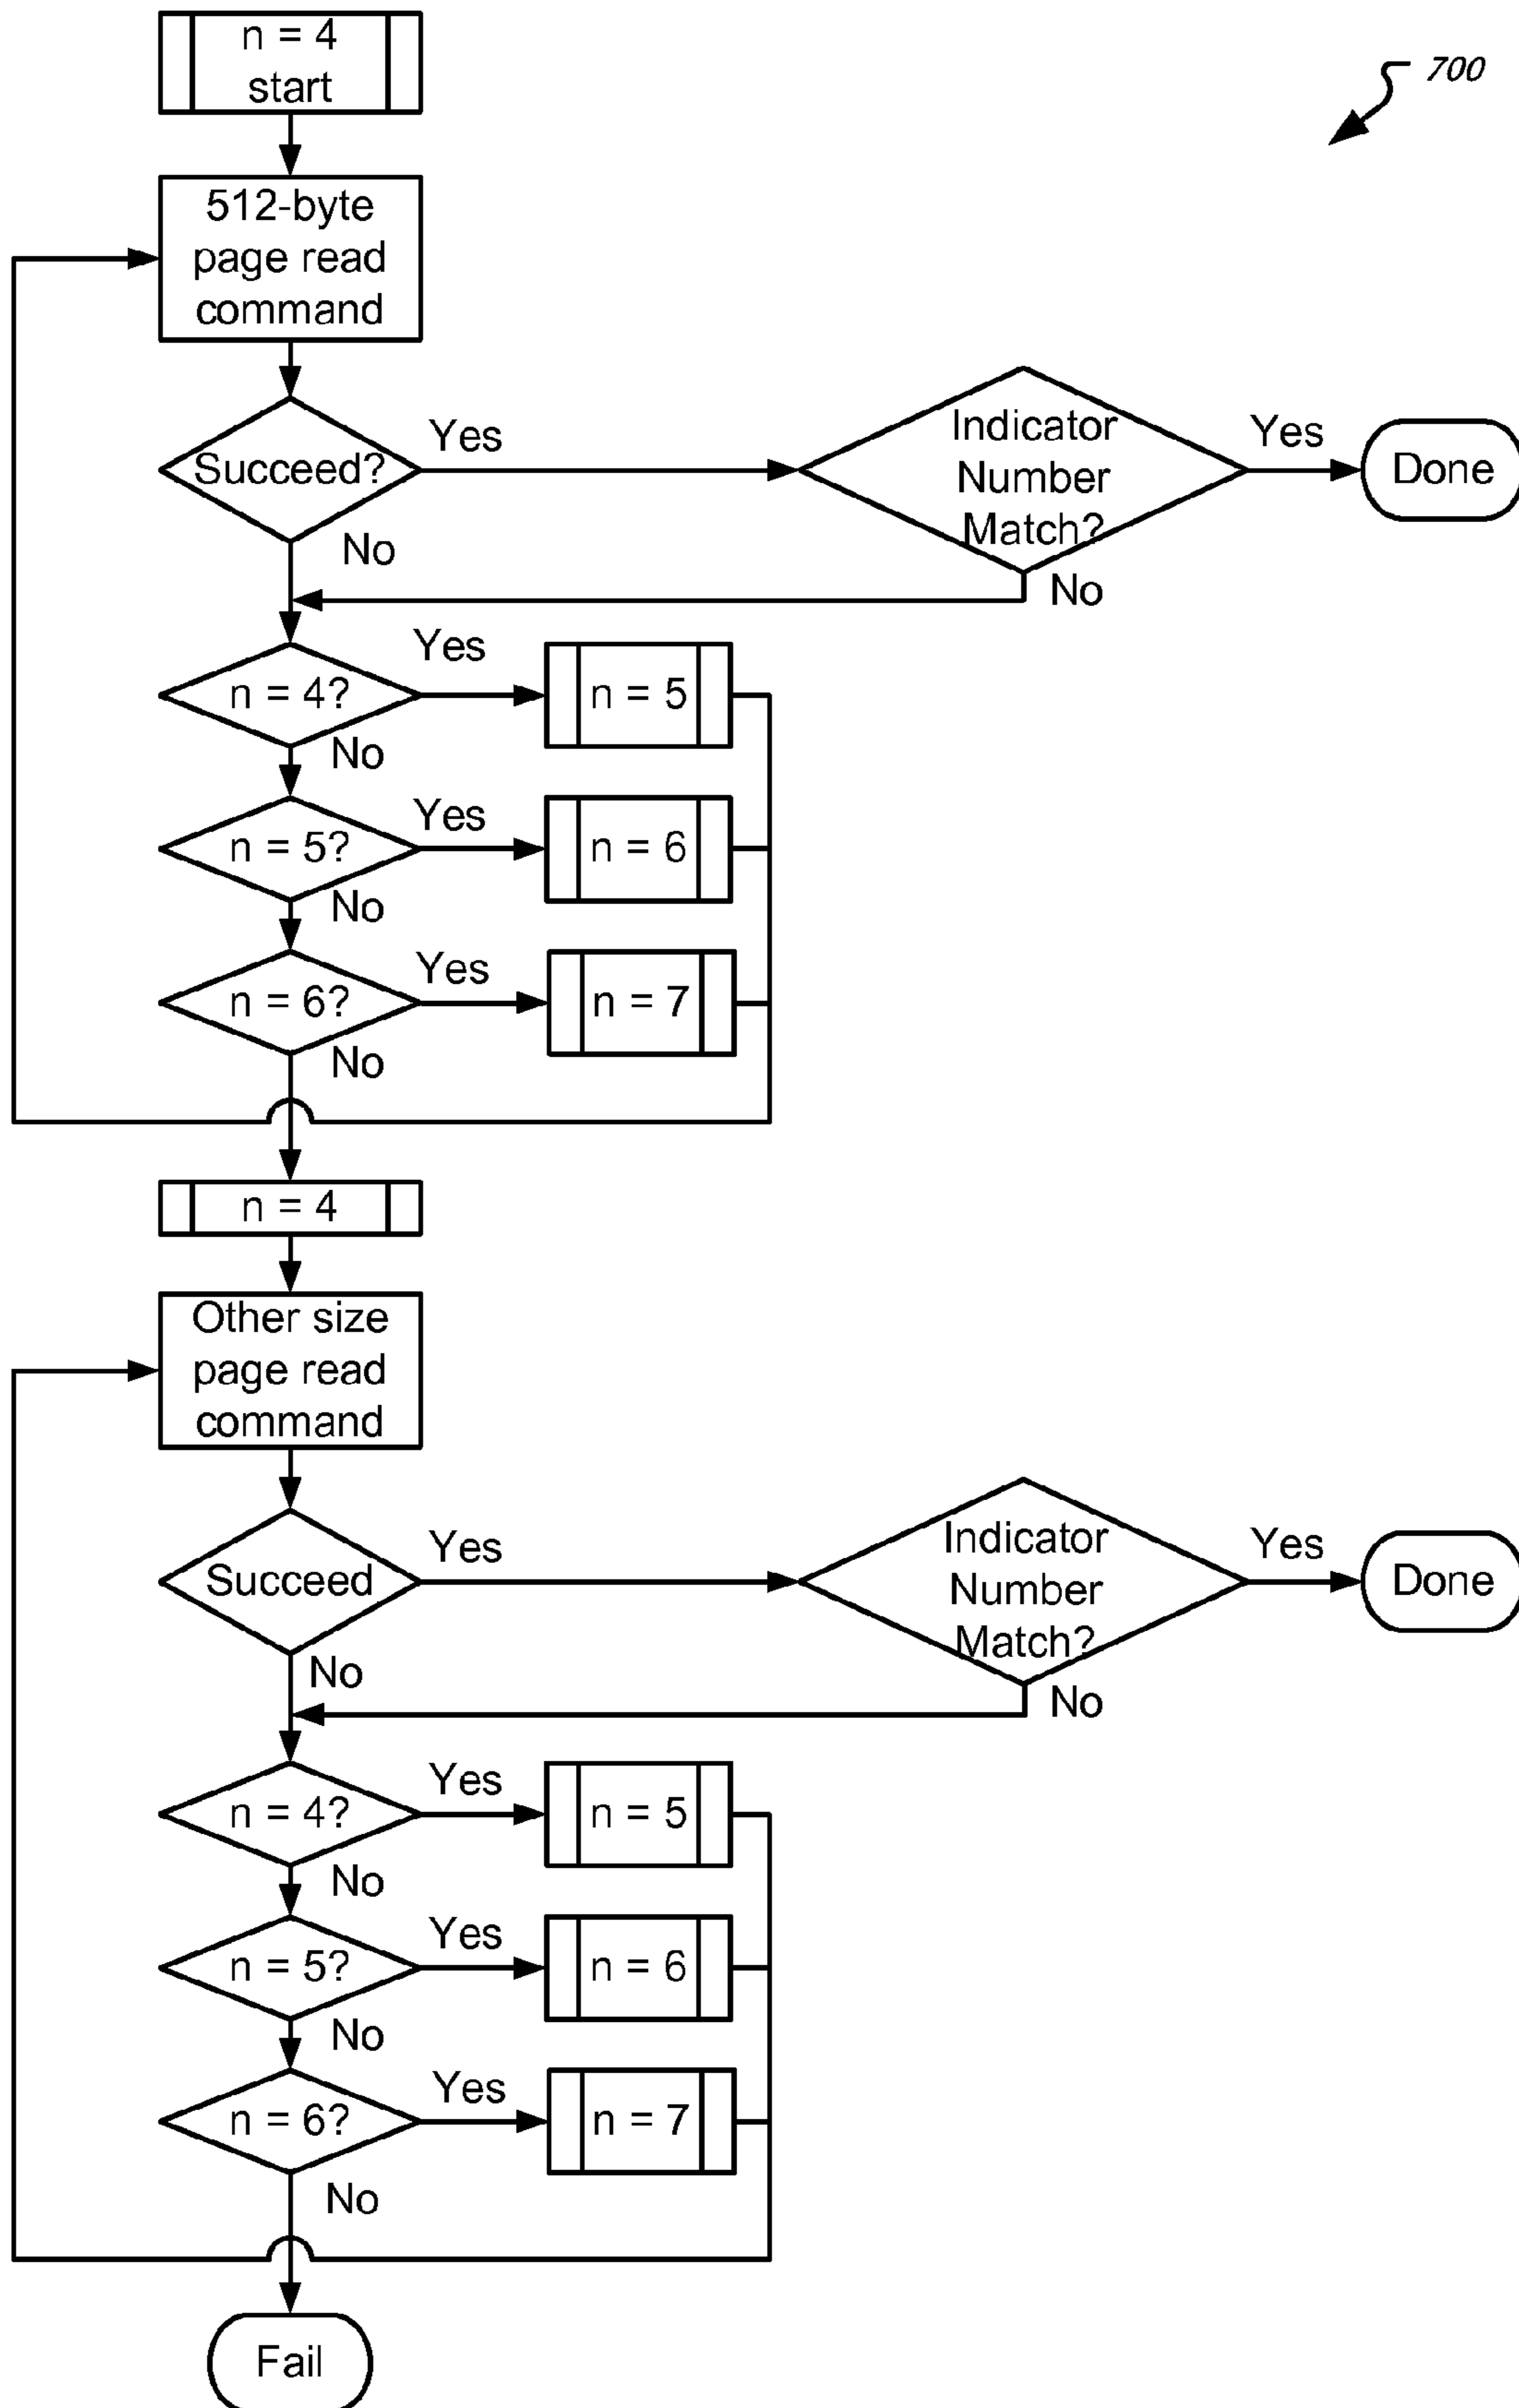 n = 4
start
700
512-byte
page read
command
Succeed?
Yes
Indicator
Number
Match?
Yes
Done
No
No
n = 4?
Yes
n = 5
No
n = 5?
Yes
n = 6
No
n = 6?
Yes
n = 7
No
n = 4
Other size
page read
command
Succeed
Yes
Indicator
Number
Match?
Yes
Done
No
No
n = 4?
Yes
n = 5
No
n = 5?
Yes
n = 6
No
n = 6?
Yes
n = 7
No
Fail